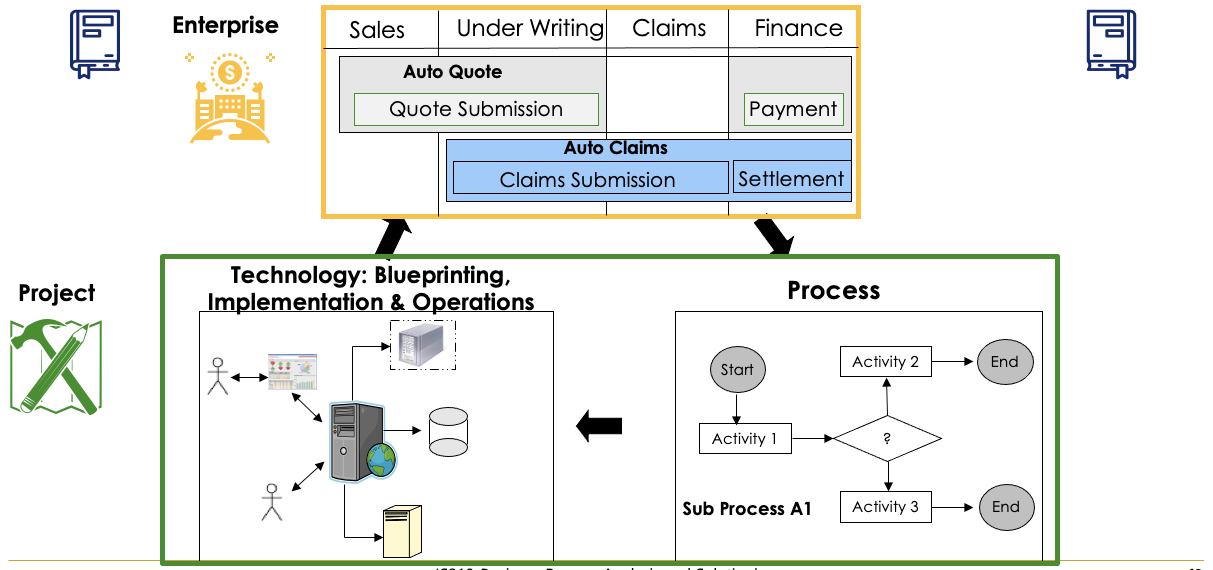 Enterprise
Sales
Under Writing
Claims
Finance
Auto Quote
Quote Submission
Payment
Auto Claims
Claims Submission
Settlement
Project
Technology: Blueprinting,
Implementation & Operations
Process
Start
Activity 1
?
Activity 2
End
Activity 3
End
Sub Process A1